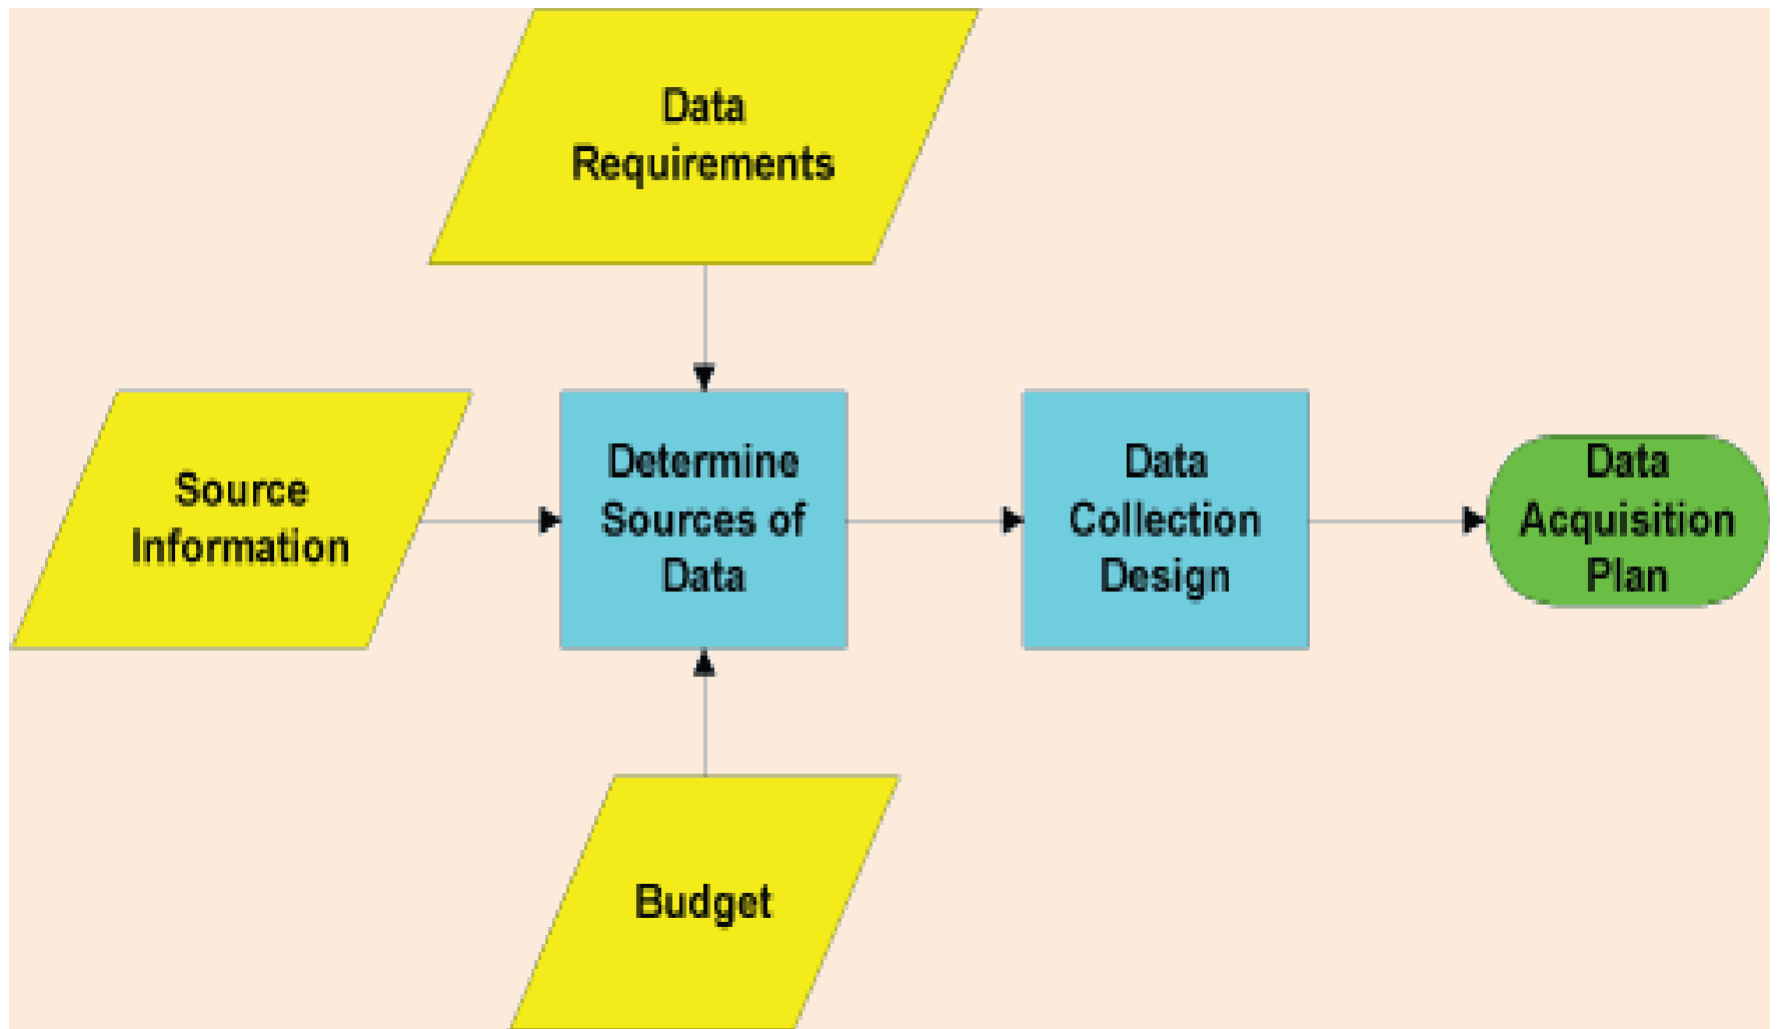 Data
Requirements
Source
Information
Determine
Sources of
Data
Data
Collection
Design
Data
Acquisition
Plan
Budget